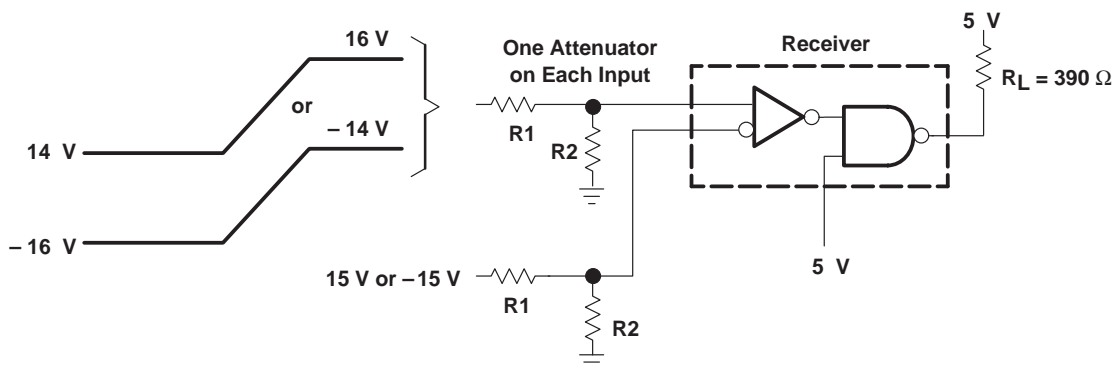 16 V
or
– 14 V
14 V
– 16 V
One Attenuator
on Each Input
R1
R2
Receiver
5 V
RL = 390 Ω
5 V
15 V or –15 V
R1
R2